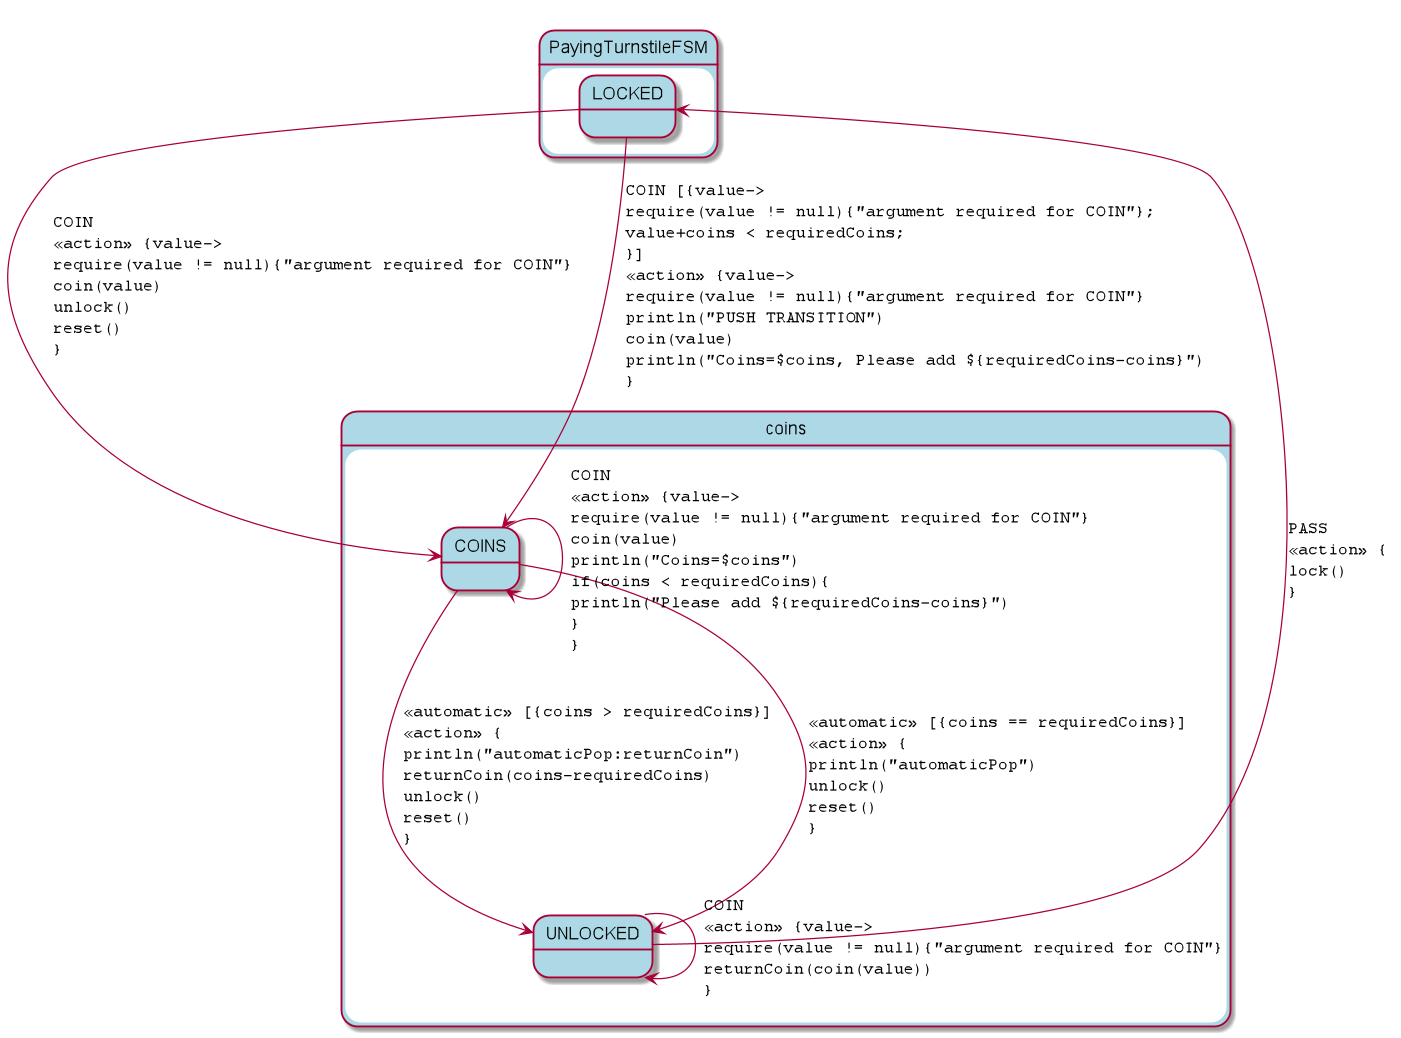 PayingTurnstileFSM
LOCKED
COIN
«action» {value->
require(value != null){"argument required for COIN"}
coin(value)
unlock()
reset()
}
COIN [{value->
require(value != null){"argument required for COIN"};
value+coins < requiredCoins;
}]
«action» {value->
require(value != null){"argument required for COIN"}
println("PUSH TRANSITION")
coin(value)
println("Coins=$coins, Please add ${requiredCoins-coins}")
}
coins
COIN
«action» {value->
require(value != null){"argument required for COIN"}
coin(value)
println("Coins=$coins")
if(coins < requiredCoins){
println("Please add ${requiredCoins-coins}")
}
}
COINS
PASS
«action» {
lock()
}
«automatic» [{coins > requiredCoins}]
«action» {
println("automaticPop:returnCoin")
returnCoin(coins-requiredCoins)
unlock()
reset()
}
«automatic» [{coins == requiredCoins}]
«action» {
println("automaticPop")
unlock()
reset()
}
UNLOCKED
COIN
«action» {value->
require(value != null){"argument required for COIN"}
returnCoin(coin(value))
}